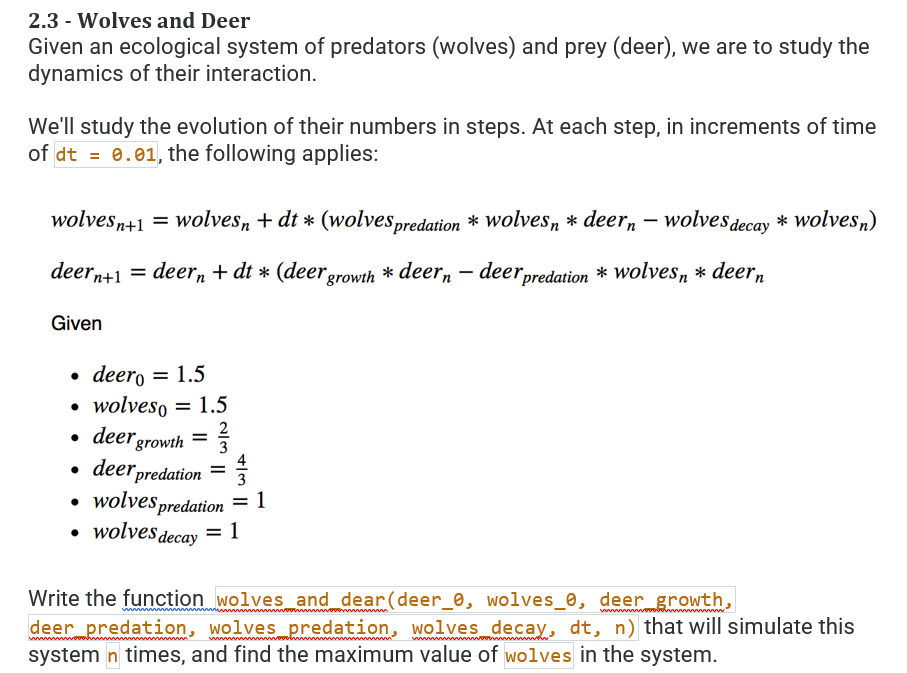 2.3 - Wolves and Deer
Given an ecological system of predators (wolves) and prey (deer), we are to study the
dynamics of their interaction.
We'll study the evolution of their numbers in steps. At each step, in increments of time
of dt = 0.01, the following applies:
wolves_{n+1} = wolves_n + dt ∗ (wolves_{predation} ∗ wolves_n ∗ deer_n − wolves_{decay} ∗ wolves_n)
deer_{n+1} = deer_n + dt ∗ (deer_{growth} ∗ deer_n − deer_{predation} ∗ wolves_n ∗ deer_n
Given
• deer_0 = 1.5
• wolves_0 = 1.5
• deer_{growth} = 2/3
• deer_{predation} = 4/3
• wolves_{predation} = 1
• wolves_{decay} = 1
Write the function wolves_and_dear(deer_0, wolves_0, deer_growth,
deer_predation, wolves_predation, wolves_decay, dt, n) that will simulate this
system n times, and find the maximum value of wolves in the system.